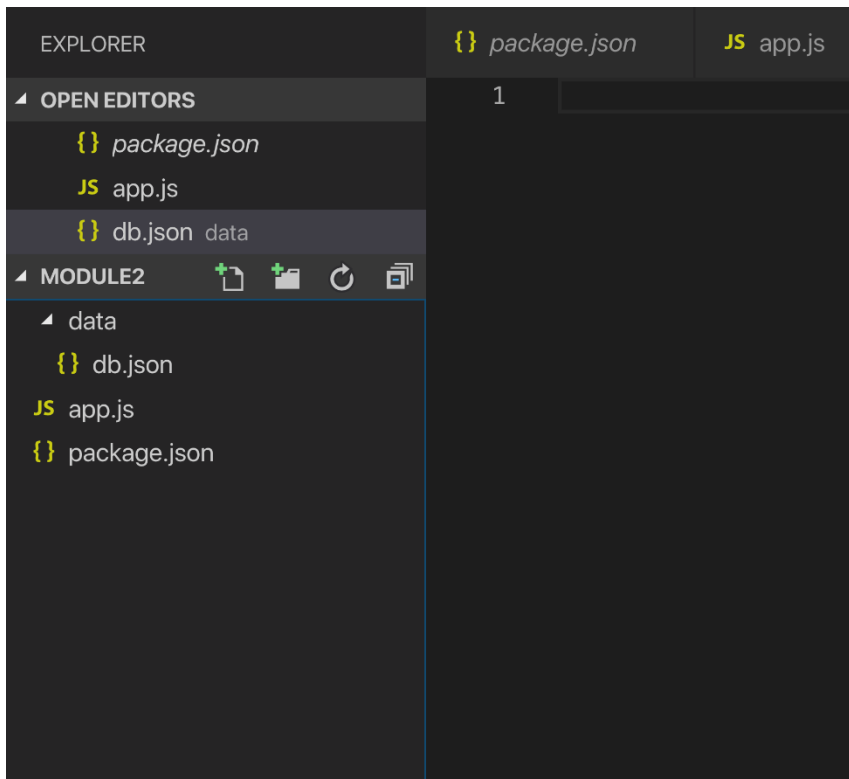 EXPLORER
OPEN EDITORS
{} package.json
JS app.js
{} db.json data
MODULE2
data
{} db.json
JS app.js
{} package.json
{} package.json JS app.js
1